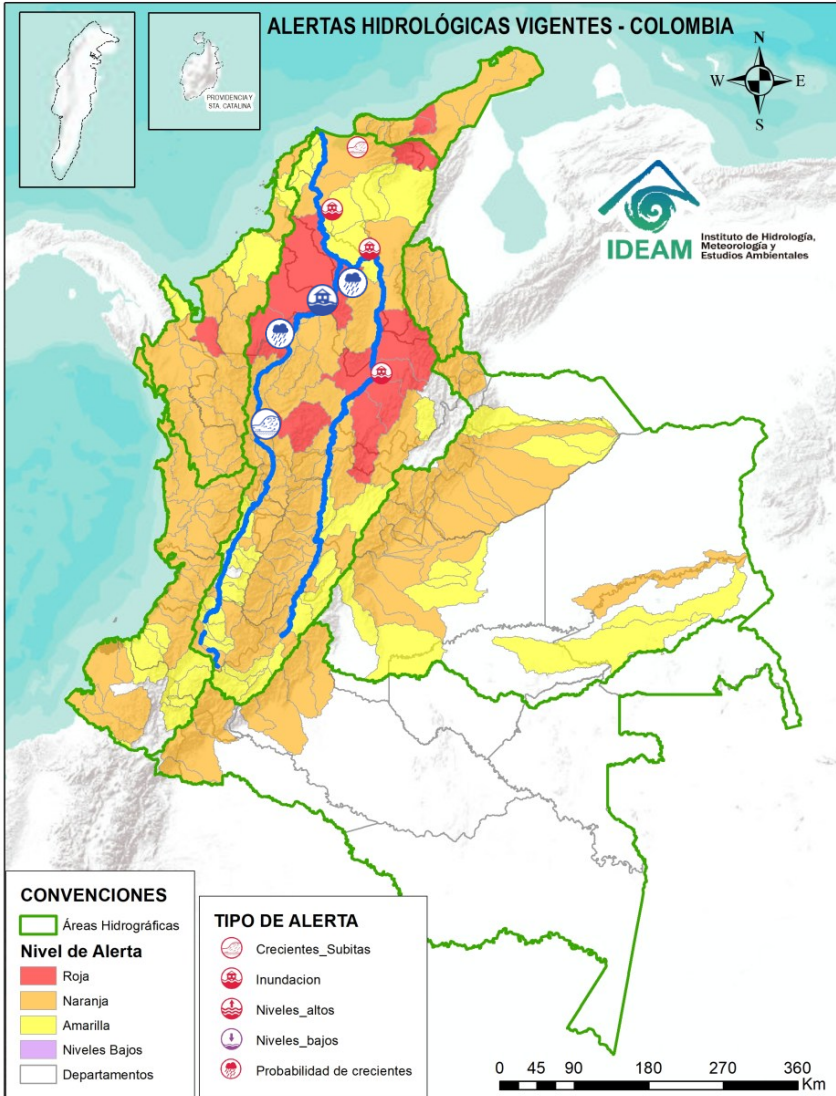 ALERTAS HIDROLÓGICAS VIGENTES - COLOMBIA
PROVIDENCIA Y
STA. CATALINA
N
W
E
S
IDEAM
Instituto de Hidrología,
Meteorología y
Estudios Ambientales
CONVENCIONES
Áreas Hidrográficas
Nivel de Alerta
Roja
Naranja
Amarilla
Niveles Bajos
Departamentos
TIPO DE ALERTA
Crecientes_Subitas
Inundacion
Niveles_altos
Niveles_bajos
Probabilidad de crecientes
0 45 90 180 270 360
Km